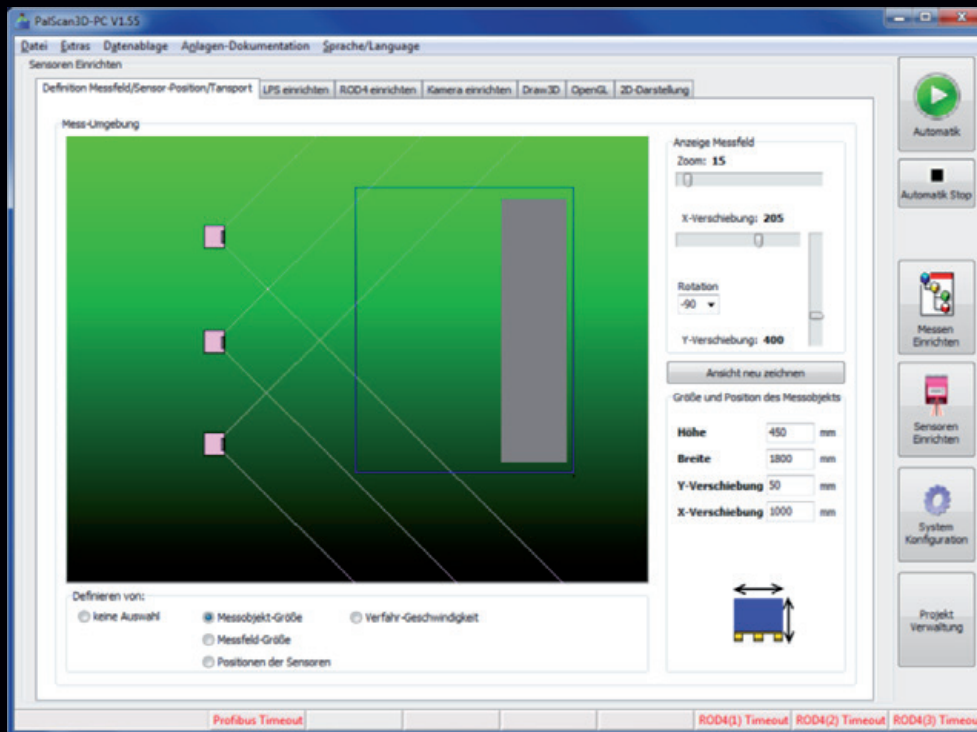 PalScan3D-PC V1.55
Datei Extras Datenablage Anlagen-Dokumentation Sprache/Language
Sensoren Einrichten
Definition Messfeld/Sensor-Position/Tansport LPS einrichten ROD4 einrichten Kamera einrichten Draw3D OpenGL 2D-Darstellung
Mess-Umgebung
Anzeige Messfeld
Zoom: 15
X-Verschiebung: 205
Rotation
-90
Y-Verschiebung: 400
Ansicht neu zeichnen
Größe und Position des Messobjekts
Höhe 450 mm
Breite 1800 mm
Y-Verschiebung 50 mm
X-Verschiebung 1000 mm
Definieren von:
keine Auswahl Messobjekt-Größe Verfahr-Geschwindigkeit
Messfeld-Größe
Positionen der Sensoren
Automatik
Automatik Stop
Messen
Einrichten
Sensoren
Einrichten
System
Konfiguration
Projekt
Verwaltung
Profibus Timeout ROD4(1) Timeout ROD4(2) Timeout ROD4(3) Timeou